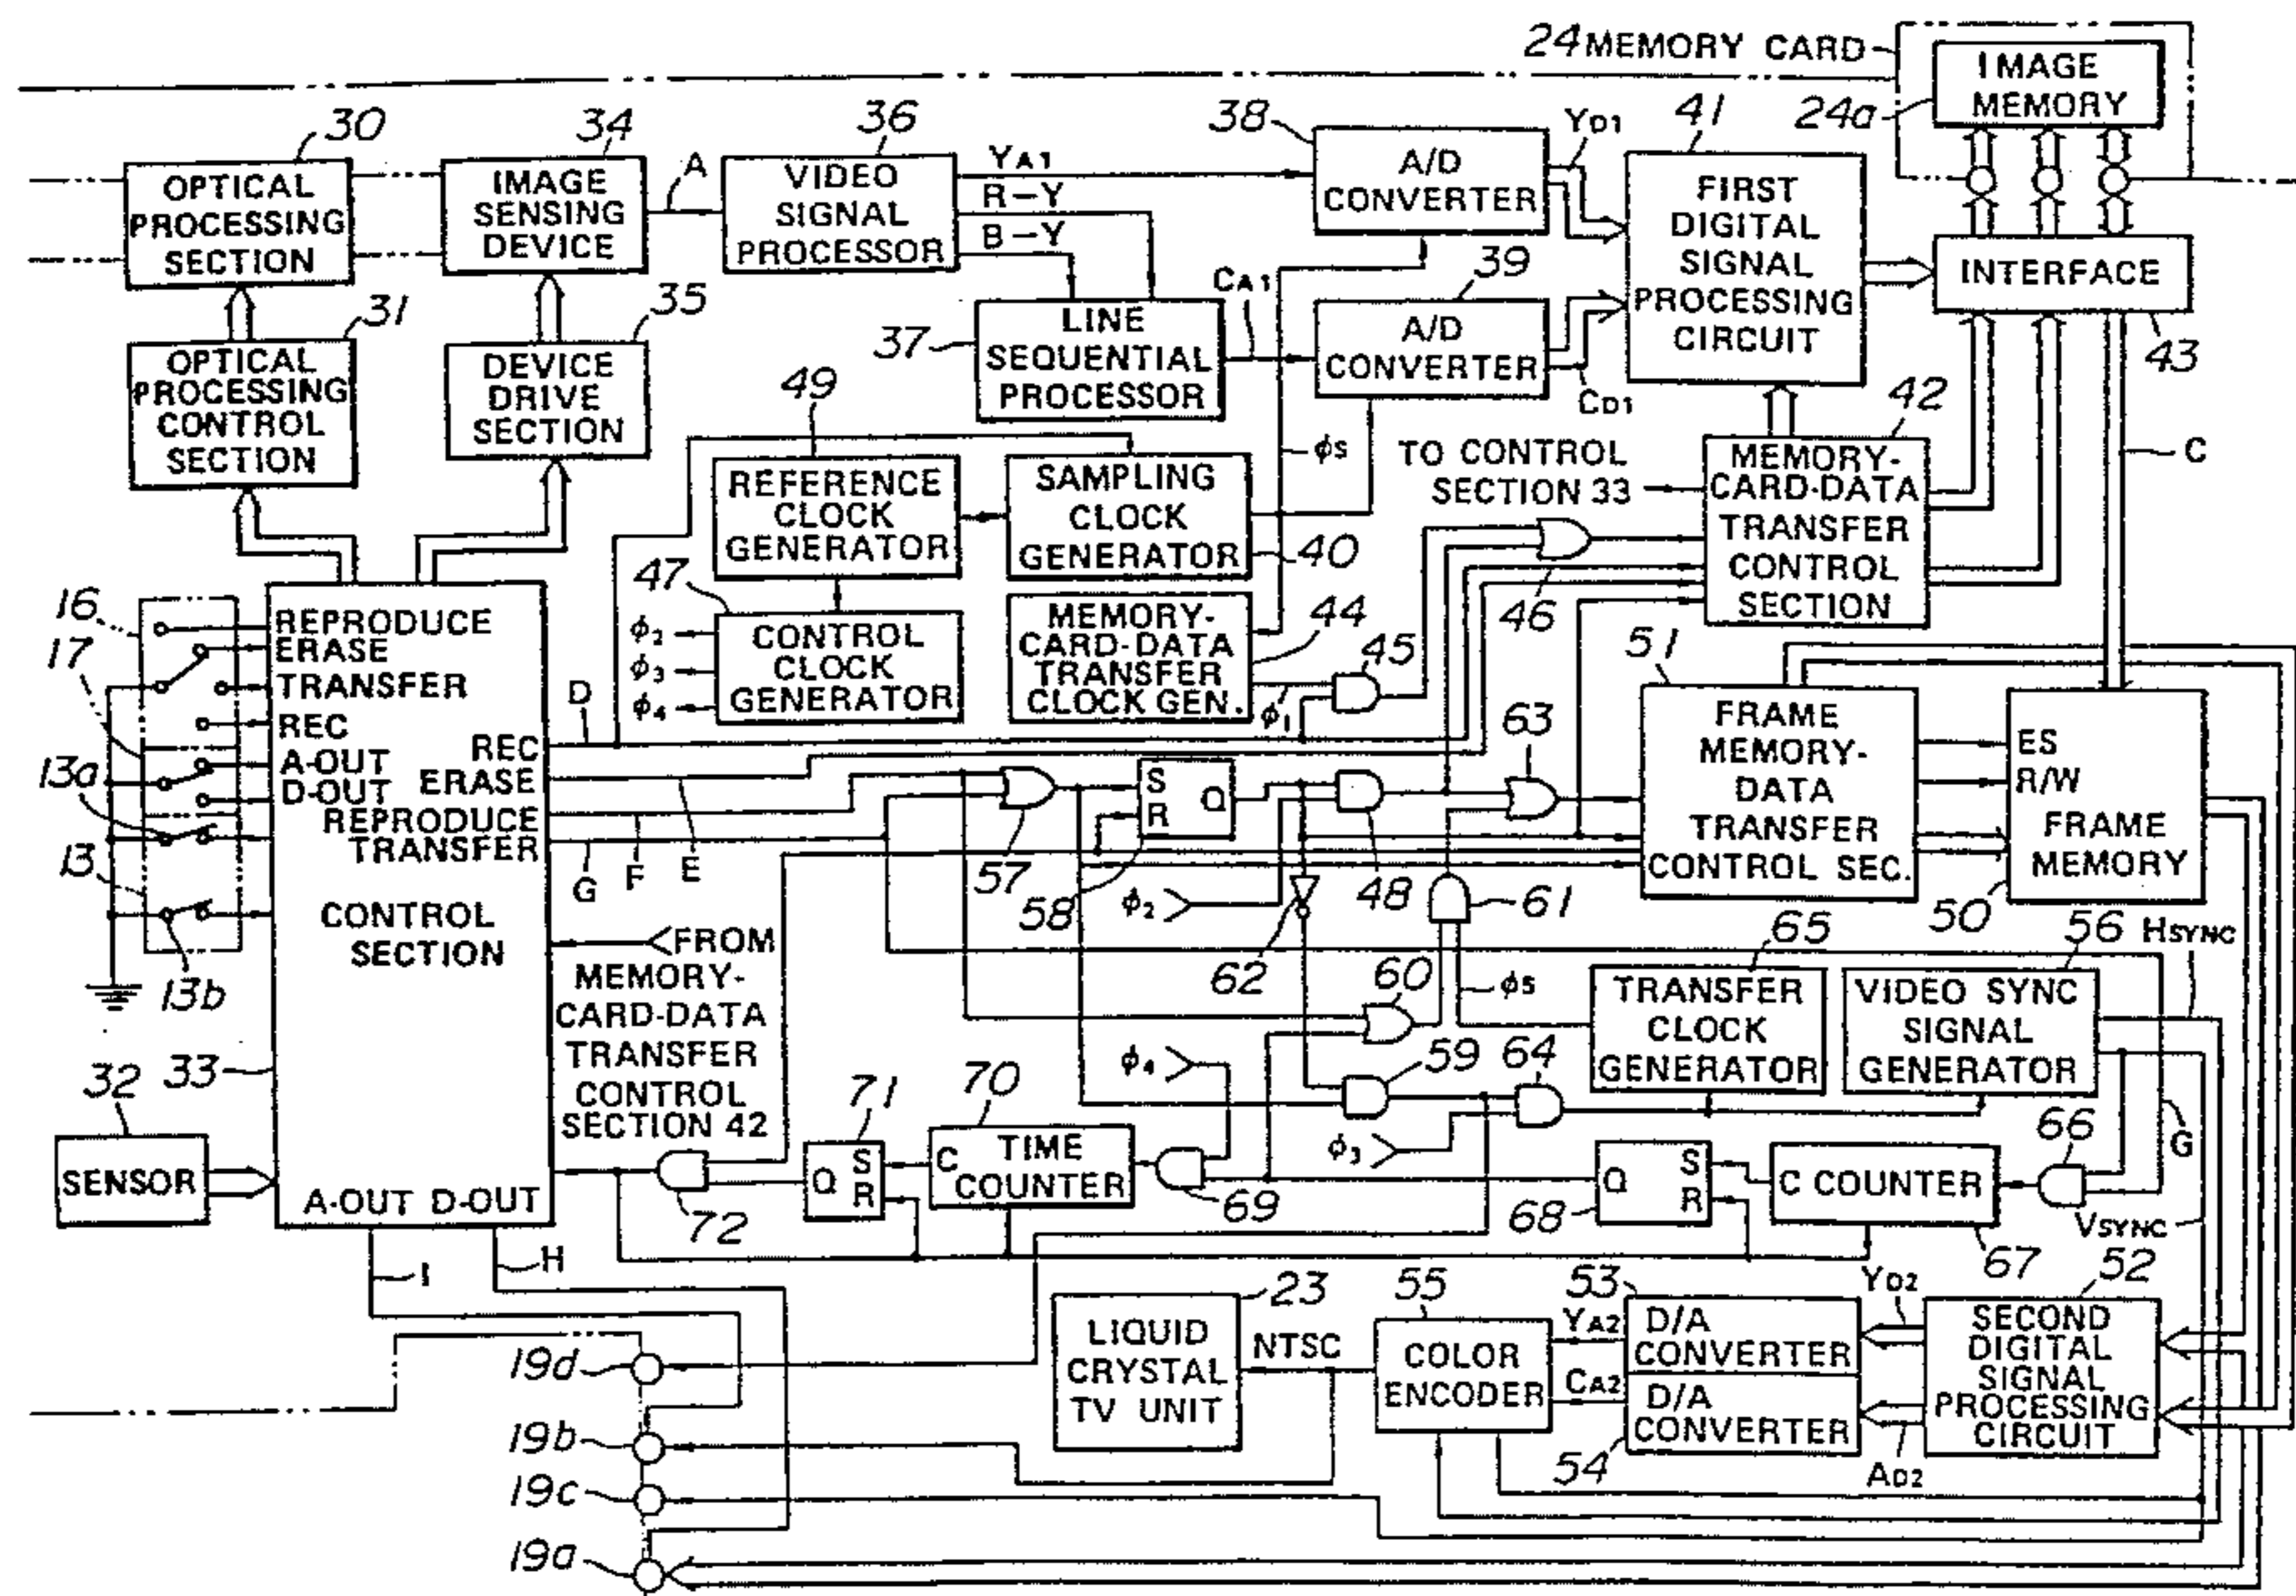 24 MEMORY CARD
IMAGE
MEMORY
24a
30
OPTICAL
PROCESSING
SECTION
34
IMAGE
SENSING
DEVICE
A
36
VIDEO
SIGNAL
PROCESSOR
YA1
R-Y
B-Y
38
A/D
CONVERTER
YD1
41
FIRST
DIGITAL
SIGNAL
PROCESSING
CIRCUIT
INTERFACE
43
31
OPTICAL
PROCESSING
CONTROL
SECTION
35
DEVICE
DRIVE
SECTION
37
LINE
SEQUENTIAL
PROCESSOR
CA1
39
A/D
CONVERTER
CD1
49
REFERENCE
CLOCK
GENERATOR
SAMPLING
CLOCK
GENERATOR
40
φS
TO CONTROL
SECTION 33
42
MEMORY-
CARD-DATA
TRANSFER
CONTROL
SECTION
C
47
CONTROL
CLOCK
GENERATOR
φ2
φ3
φ4
MEMORY-
CARD-DATA
TRANSFER
CLOCK GEN.
44
φ1
45
46
16
17
13a
13
13b
REPRODUCE
ERASE
TRANSFER
REC
A-OUT
D-OUT
REC
ERASE
REPRODUCE
TRANSFER
CONTROL
SECTION
33
A-OUT D-OUT
D
E
F
G
FROM
MEMORY-
CARD-DATA
TRANSFER
CONTROL
SECTION 42
32
SENSOR
57
S
R
Q
58
48
φ2
62
63
61
51
FRAME
MEMORY-
DATA
TRANSFER
CONTROL SEC.
ES
R/W
FRAME
MEMORY
50
60
φ5
65
TRANSFER
CLOCK
GENERATOR
56
VIDEO SYNC
SIGNAL
GENERATOR
HSYNC
59
64
φ4
φ3
71
S
R
Q
70
C TIME
COUNTER
69
72
68
S
R
Q
C COUNTER
67
66
G
VSYNC
I
H
23
LIQUID
CRYSTAL
TV UNIT
NTSC
55
COLOR
ENCODER
53
YA2
D/A
CONVERTER
CA2
D/A
CONVERTER
54
YD2
AD2
52
SECOND
DIGITAL
SIGNAL
PROCESSING
CIRCUIT
19d
19b
19c
19a